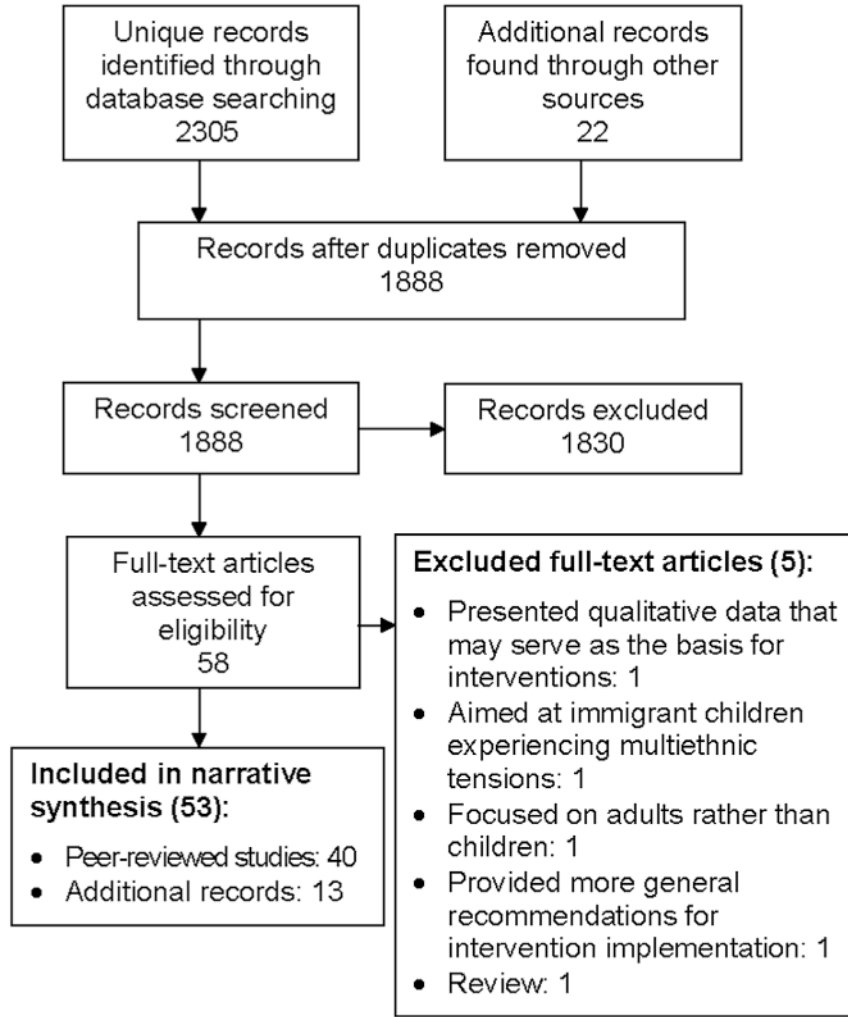 Unique records
identified through
database searching
2305
Additional records
found through other
sources
22
Records after duplicates removed
1888
Records screened
1888
Records excluded
1830
Full-text articles
assessed for
eligibility
58
Excluded full-text articles (5):
• Presented qualitative data that
may serve as the basis for
interventions: 1
• Aimed at immigrant children
experiencing multiethnic
tensions: 1
• Focused on adults rather than
children: 1
• Provided more general
recommendations for
intervention implementation: 1
• Review: 1
Included in narrative
synthesis (53):
• Peer-reviewed studies: 40
• Additional records: 13